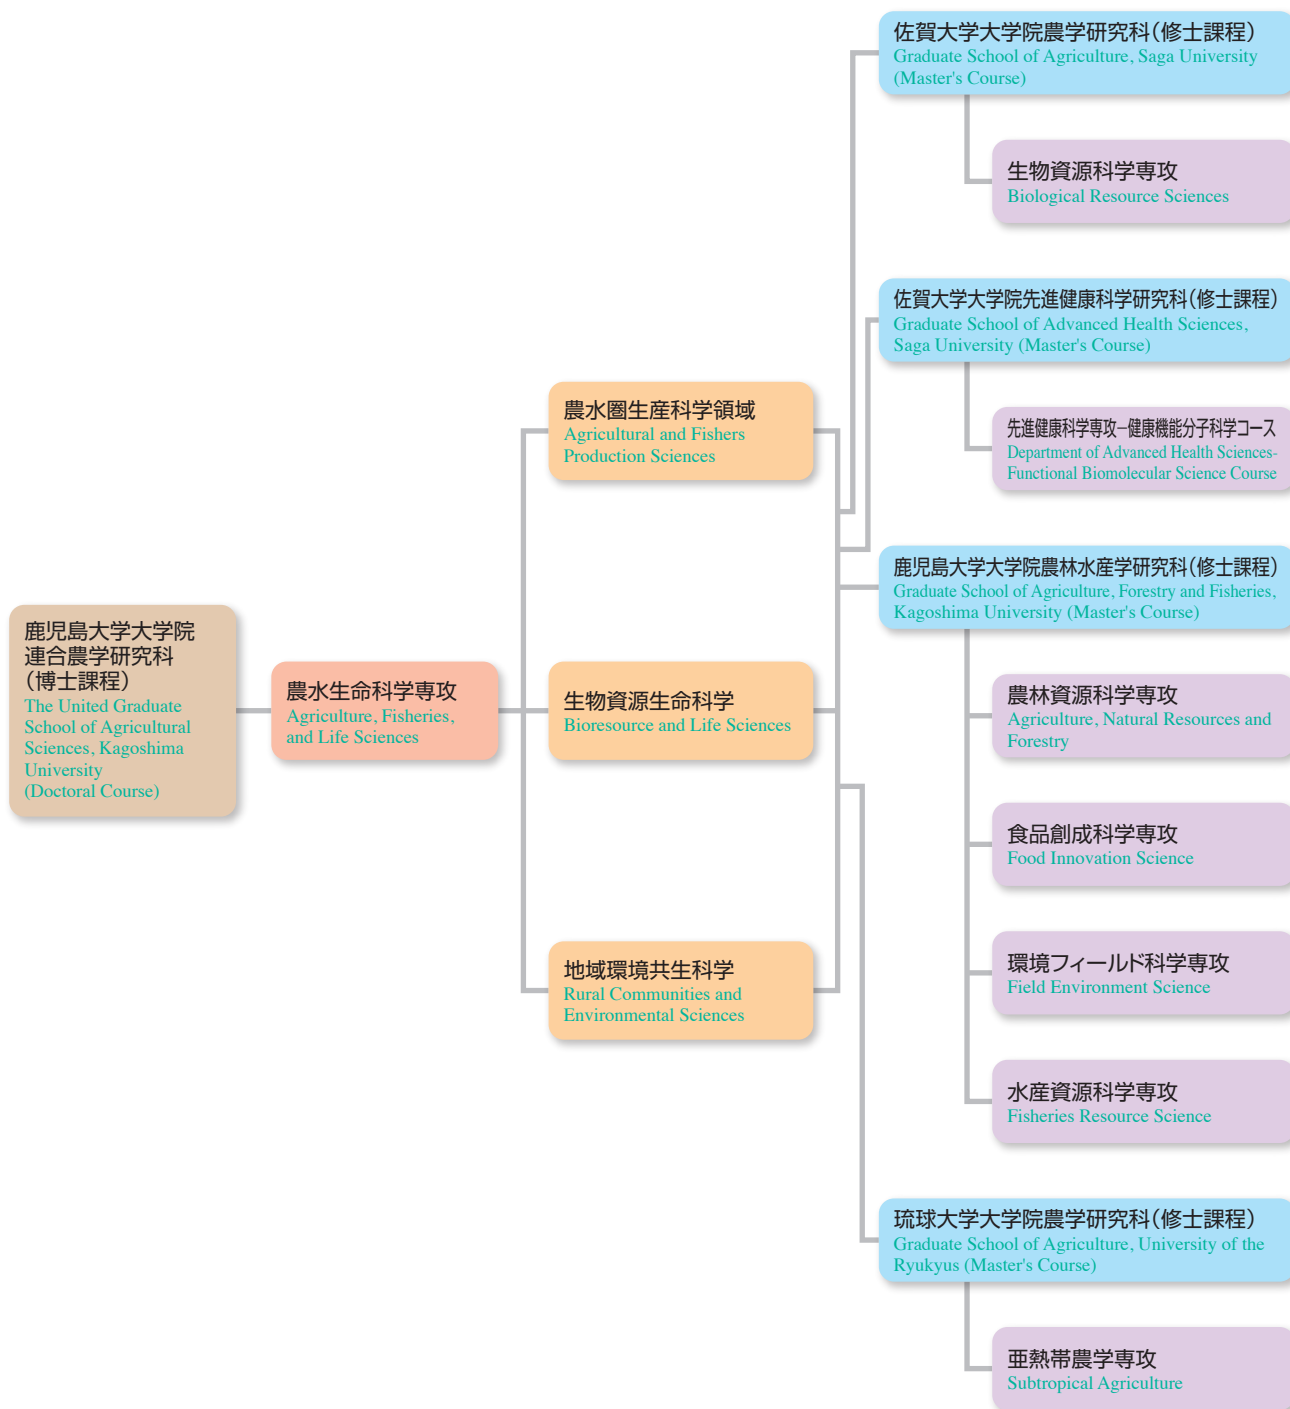 鹿児島大学大学院
連合農学研究科
(博士課程)
The United Graduate
School of Agricultural
Sciences, Kagoshima
University
(Doctoral Course)
農水生命科学専攻
Agriculture, Fisheries,
and Life Sciences
農水圏生産科学領域
Agricultural and Fishers
Production Sciences
生物資源生命科学
Bioresource and Life Sciences
地域環境共生科学
Rural Communities and
Environmental Sciences
佐賀大学大学院農学研究科(修士課程)
Graduate School of Agriculture, Saga University
(Master's Course)
生物資源科学専攻
Biological Resource Sciences
佐賀大学大学院先進健康科学研究科(修士課程)
Graduate School of Advanced Health Sciences,
Saga University (Master's Course)
先進健康科学専攻−健康機能分子科学コース
Department of Advanced Health Sciences-
Functional Biomolecular Science Course
鹿児島大学大学院農林水産学研究科(修士課程)
Graduate School of Agriculture, Forestry and Fisheries,
Kagoshima University (Master's Course)
農林資源科学専攻
Agriculture, Natural Resources and
Forestry
食品創成科学専攻
Food Innovation Science
環境フィールド科学専攻
Field Environment Science
水産資源科学専攻
Fisheries Resource Science
琉球大学大学院農学研究科(修士課程)
Graduate School of Agriculture, University of the
Ryukyus (Master's Course)
亜熱帯農学専攻
Subtropical Agriculture